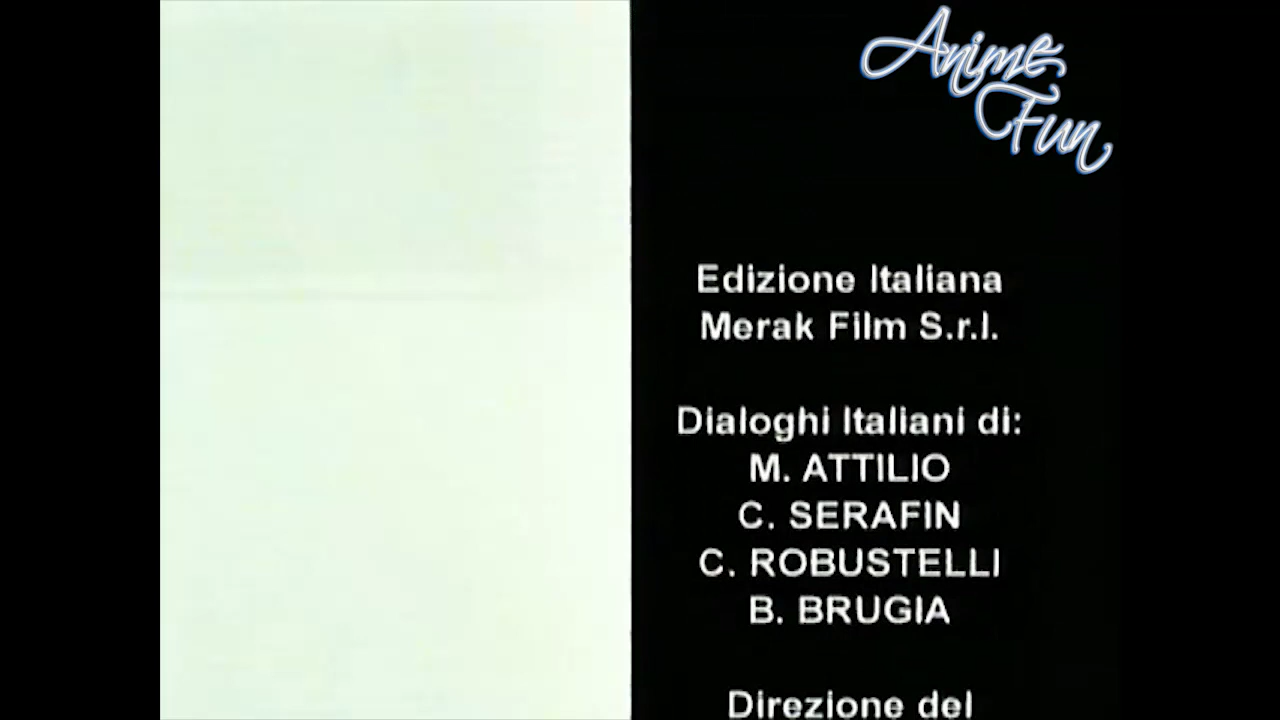 Anime
Fun
Edizione Italiana
Merak Film S.r.l.
Dialoghi Italiani di:
M. ATTILIO
C. SERAFIN
C. ROBUSTELLI
B. BRUGIA
Direzione del